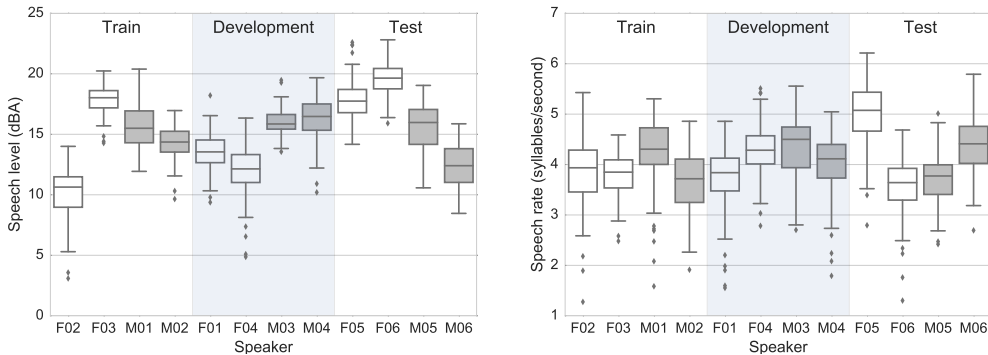 Train Development Test
Speech level (dBA)
25
20
15
10
5
0
F02 F03 M01 M02 F01 F04 M03 M04 F05 F06 M05 M06
Speaker
Train Development Test
Speech rate (syllables/second)
7
6
5
4
3
2
1
F02 F03 M01 M02 F01 F04 M03 M04 F05 F06 M05 M06
Speaker